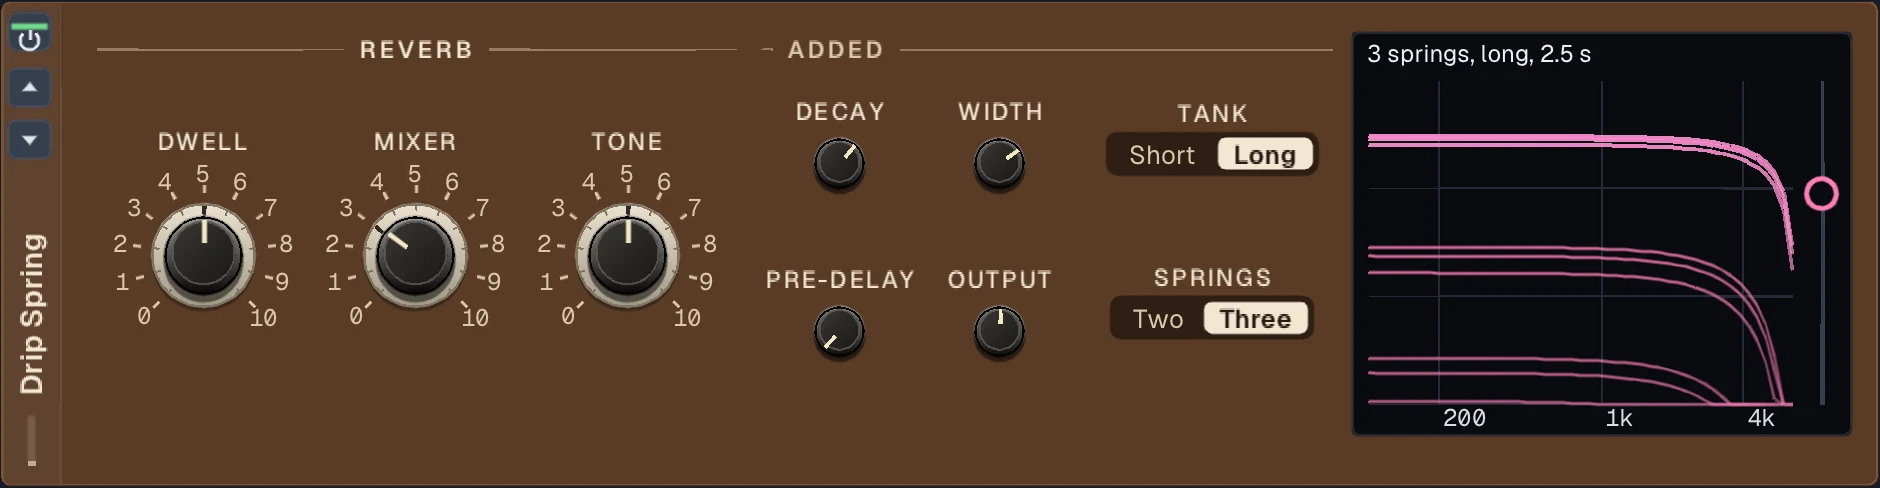 Drip Spring
REVERB
DWELL
0 1 2 3 4 5 6 7 8 9 10
MIXER
0 1 2 3 4 5 6 7 8 9 10
TONE
0 1 2 3 4 5 6 7 8 9 10
ADDED
DECAY
WIDTH
TANK
Short Long
PRE-DELAY
OUTPUT
SPRINGS
Two Three
3 springs, long, 2.5 s
200 1k 4k